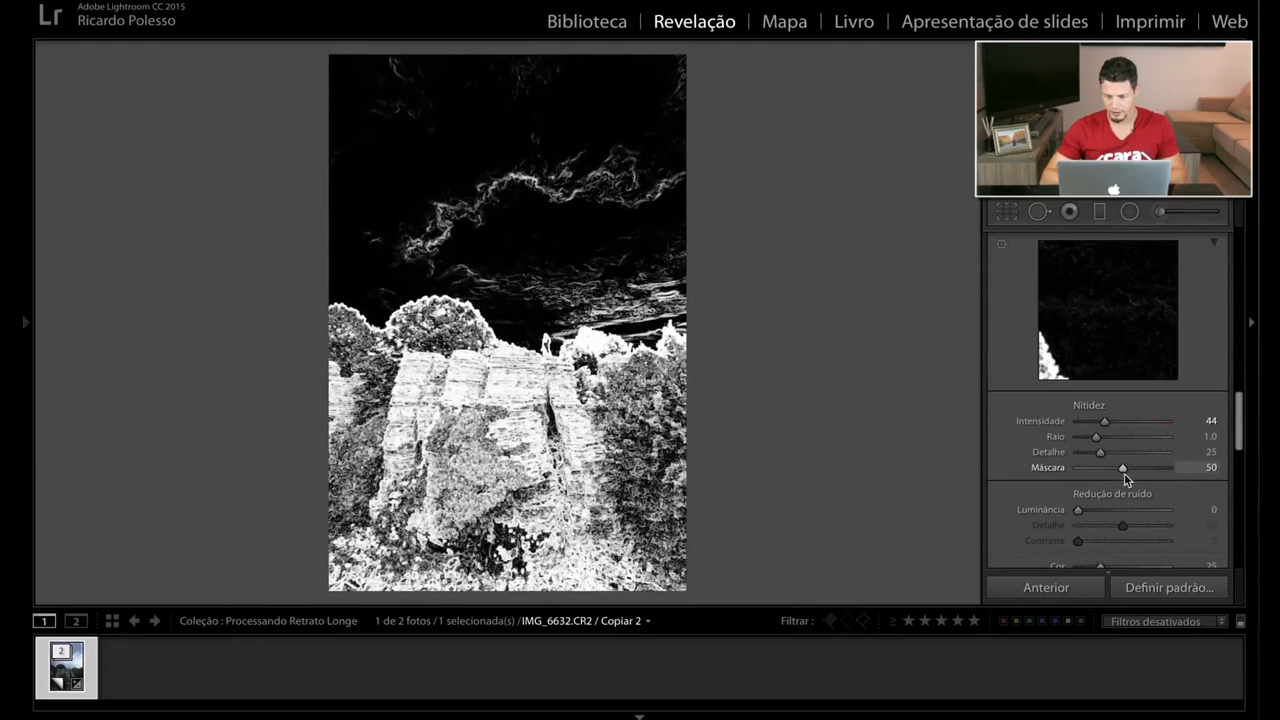 Lr
Adobe Lightroom CC 2015
Ricardo Polesso
Biblioteca | Revelação | Mapa | Livro | Apresentação de slides | Imprimir | Web
Nitidez
Intensidade 44
Raio 1.0
Detalhe 25
Máscara 50
Redução de ruído
Luminância 0
Detalhe 50
Contraste 0
Cor 25
Anterior Definir padrão...
1 2 Coleção : Processando Retrato Longe 1 de 2 fotos / 1 selecionada(s) / IMG_6632.CR2 / Copiar 2 Filtrar : Filtros desativados
2